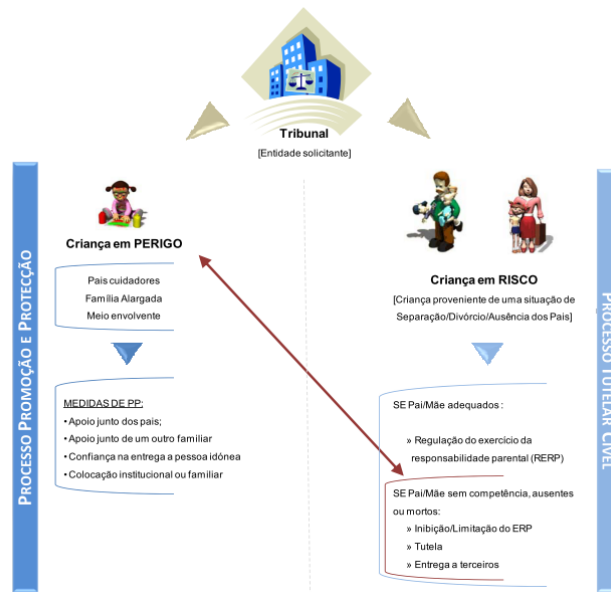 Tribunal
[Entidade solicitante]
PROCESSO PROMOÇÃO E PROTECÇÃO
Criança em PERIGO
Pais cuidadores
Família Alargada
Meio envolvente
MEDIDAS DE PP:
• Apoio junto dos pais;
• Apoio junto de um outro familiar
• Confiança na entrega a pessoa idónea
• Colocação institucional ou familiar
Criança em RISCO
[Criança proveniente de uma situação de
Separação/Divórcio/Ausência dos Pais]
SE Pai/Mãe adequados :
» Regulação do exercício da
responsabilidade parental (RERP)
SE Pai/Mãe sem competência, ausentes
ou mortos:
» Inibição/Limitação do ERP
» Tutela
» Entrega a terceiros
PROCESSO TUTELAR CÍVEL